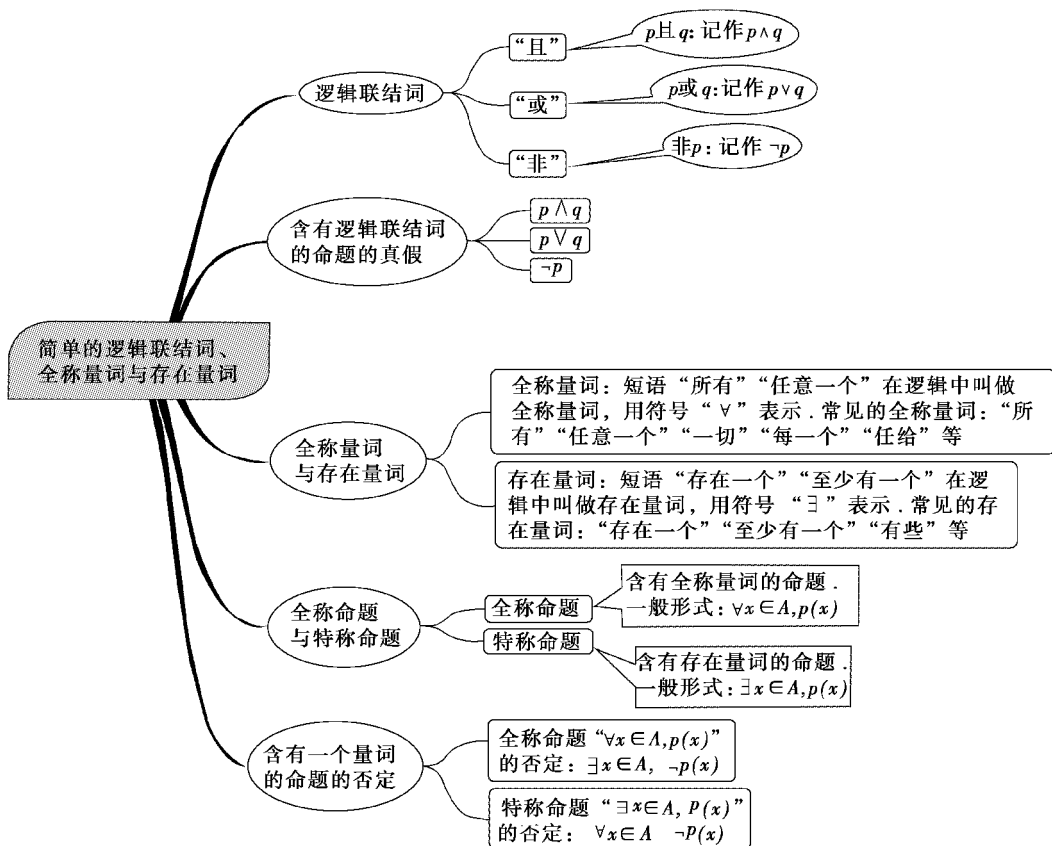 简单的逻辑联结词、
全称量词与存在量词
逻辑联结词
“且”
p且q: 记作p∧q
“或”
p或q:记作p∨q
“非”
非p: 记作 ¬p
含有逻辑联结词
的命题的真假
p∧q
p∨q
¬p
全称量词
与存在量词
全称量词: 短语“所有”“任意一个”在逻辑中叫做
全称量词, 用符号“∀”表示.常见的全称量词:“所
有”“任意一个”“一切”“每一个”“任给”等
存在量词: 短语“存在一个”“至少有一个”在逻
辑中叫做存在量词, 用符号“∃”表示.常见的存
在量词:“存在一个”“至少有一个”“有些”等
全称命题
与特称命题
全称命题
含有全称量词的命题.
一般形式: ∀x∈A,p(x)
特称命题
含有存在量词的命题.
一般形式:∃x∈A,p(x)
含有一个量词
的命题的否定
全称命题“∀x∈A,p(x)”
的否定: ∃x∈A, ¬p(x)
特称命题“∃x∈A, P(x)”
的否定: ∀x∈A ¬P(x)